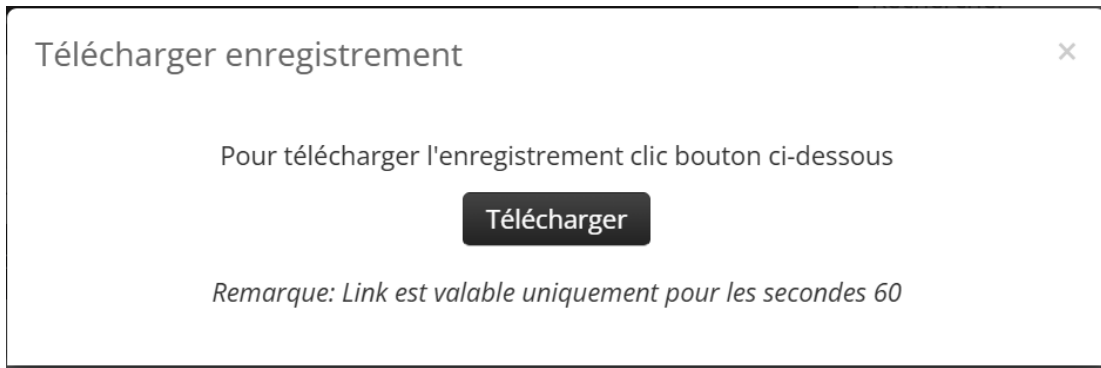 Télécharger enregistrement
×
Pour télécharger l'enregistrement clic bouton ci-dessous
Télécharger
Remarque: Link est valable uniquement pour les secondes 60